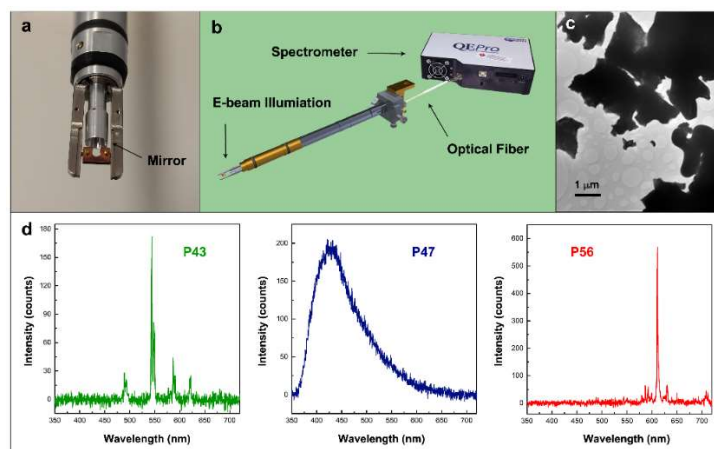 a
b
c
Spectrometer
QEPro
E-beam Illumiation
Optical Fiber
Mirror
1 μm
d
P43
P47
P56
Intensity (counts)
180
150
120
90
60
30
0
350 400 450 500 550 600 650 700
Wavelength (nm)
Intensity (counts)
200
150
100
50
0
350 400 450 500 550 600 650 700
Wavelength (nm)
Intensity (counts)
600
500
400
300
200
100
0
350 400 450 500 550 600 650 700
Wavelength (nm)